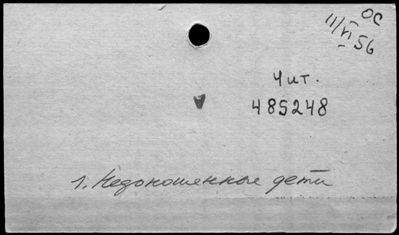 ОС
11/VI 56
Чит.
485248
1. Недоношенные дети